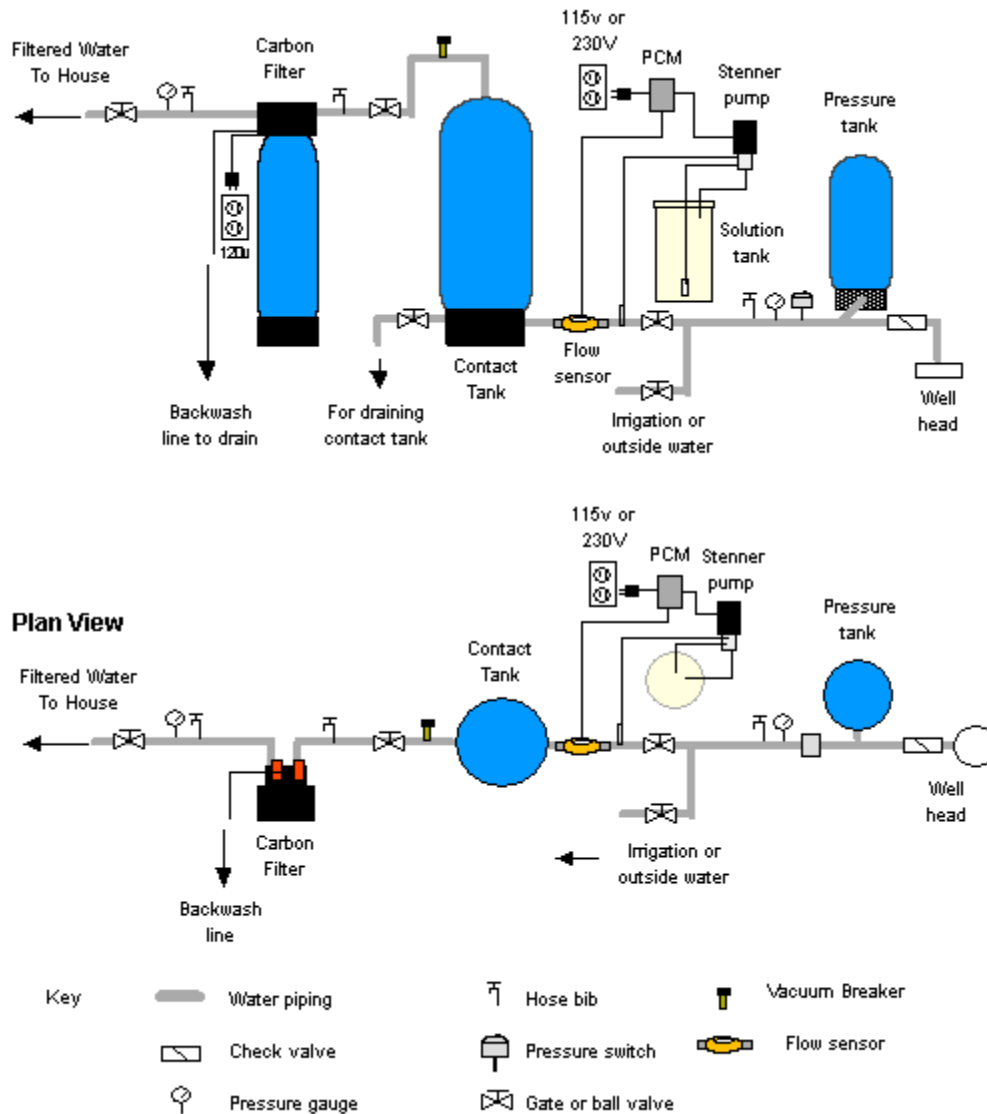 115v or
230V
PCM
Stenner
pump
Filtered Water
To House
Carbon
Filter
Pressure
tank
Solution
tank
120u
Contact
Tank
Flow
sensor
Well
head
Backwash
line to drain
For draining
contact tank
Irrigation or
outside water
115v or
230V
PCM
Stenner
pump
Plan View
Pressure
tank
Contact
Tank
Filtered Water
To House
Well
head
Carbon
Filter
Irrigation or
outside water
Backwash
line
Key
Water piping
Hose bib
Vacuum Breaker
Check valve
Pressure switch
Flow sensor
Pressure gauge
Gate or ball valve